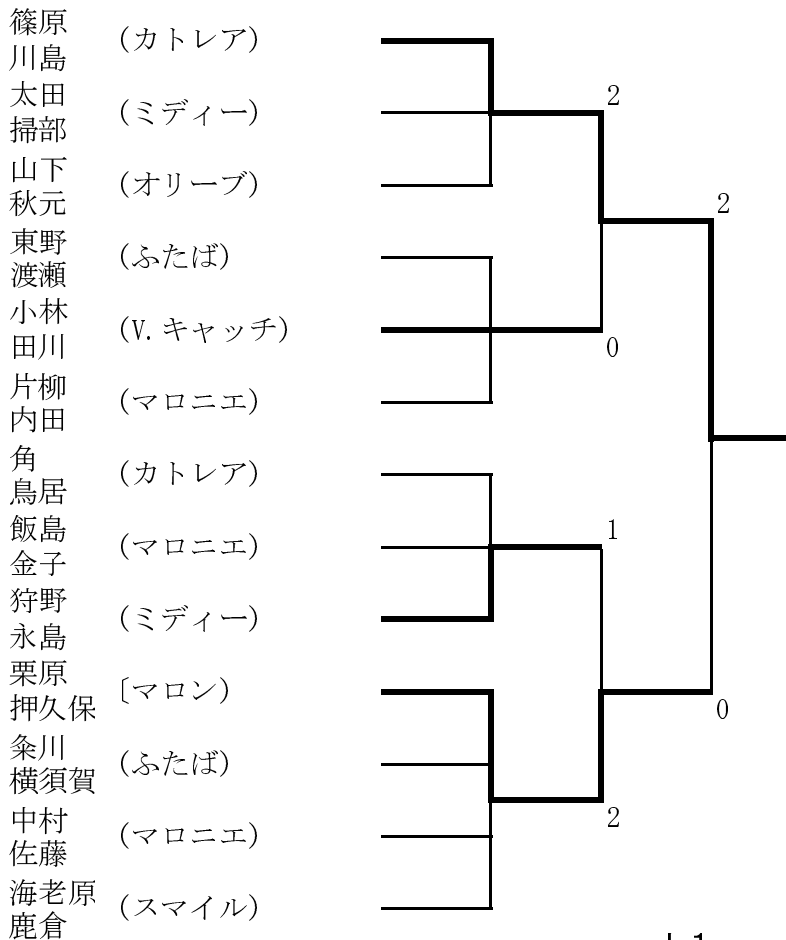 篠原
川島 (カトレア)
太田
掃部 (ミディー)
2
山下
秋元 (オリーブ)
2
東野
渡瀬 (ふたば)
小林
田川 (V.キャッチ)
0
片柳
内田 (マロニエ)
角
鳥居 (カトレア)
飯島
金子 (マロニエ)
1
狩野
永島 (ミディー)
栗原
押久保 〔マロン)
0
粂川
横須賀 (ふたば)
2
中村
佐藤 (マロニエ)
海老原
鹿倉 (スマイル)